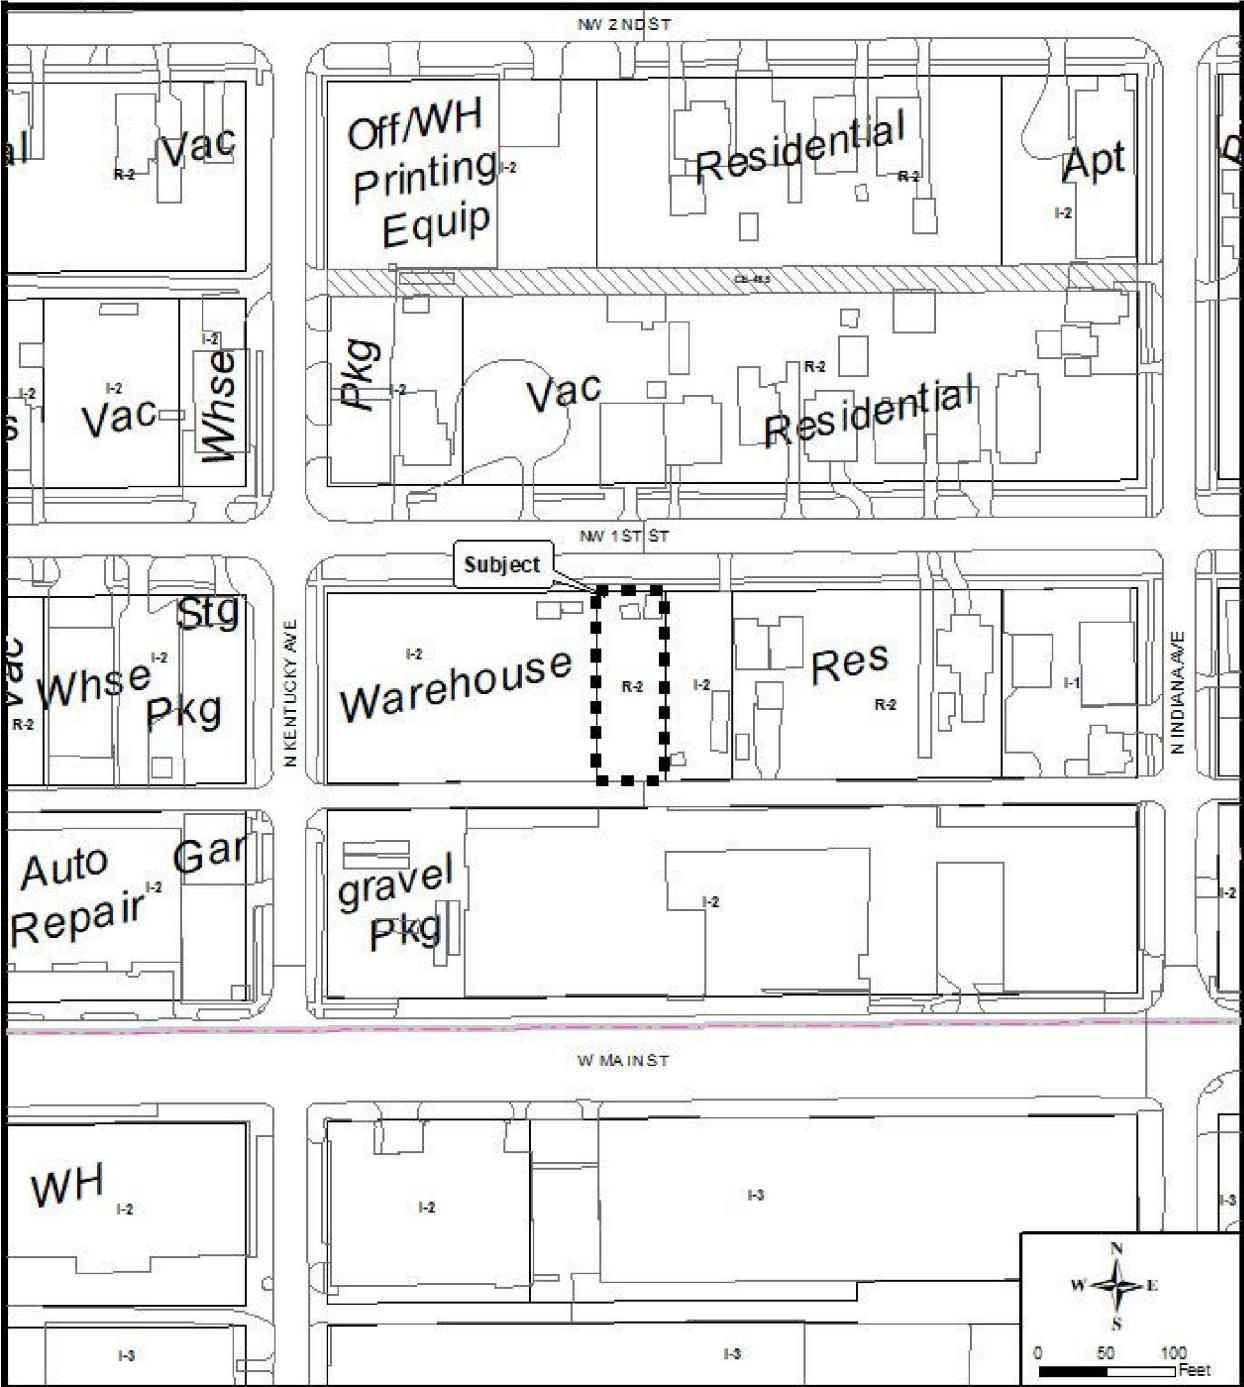 NW 2ND ST
al
Vac
R-2
Off/WH
Printing
Equip
I-2
Residential
R-2
Apt
I-2
I-2
Vac
I-2
I-2
Whse
Pkg
I-2
Vac
R-2
Residential
NW 1ST ST
Subject
Vac
R-2
Whse
I-2
Stg
Pkg
N KENTUCKY AVE
I-2
Warehouse
R-2
I-2
Res
R-2
I-1
N INDIANA AVE
Auto
Repair
I-2
Gar
gravel
Pkg
I-2
I-2
W MAIN ST
WH
I-2
I-2
I-3
I-3
I-3
I-3
N
W E
S
0 50 100
Feet